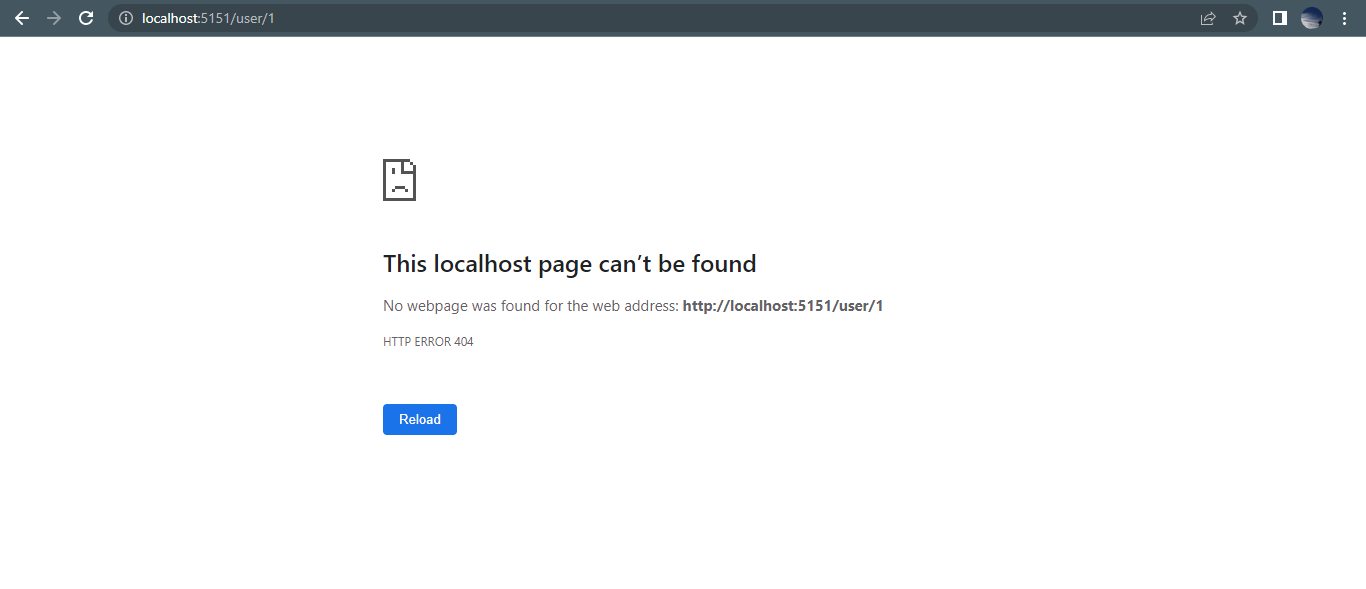 localhost:5151/user/1
This localhost page can’t be found
No webpage was found for the web address: http://localhost:5151/user/1
HTTP ERROR 404
Reload